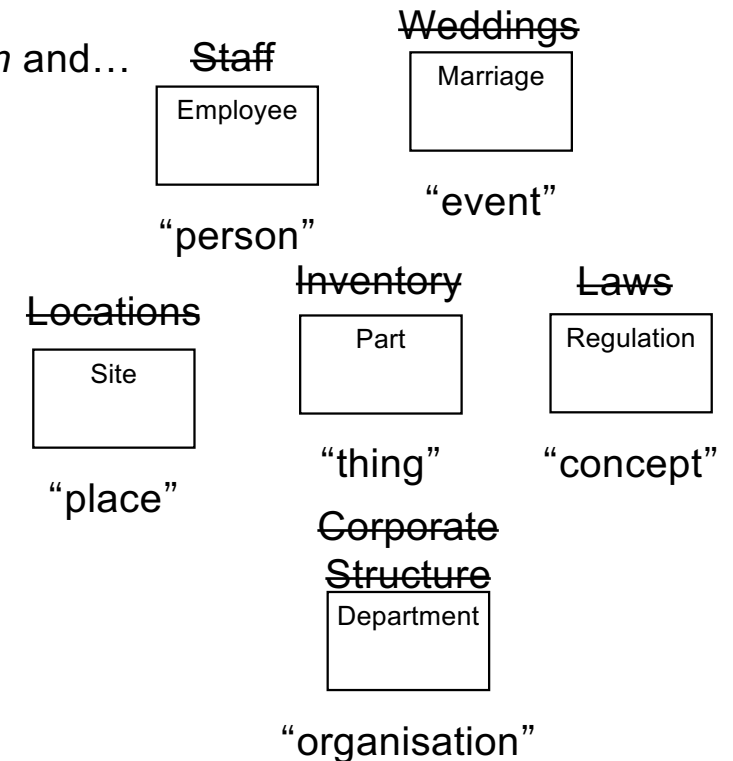 n and…
Staff
Employee
“person”
Weddings
Marriage
“event”
Locations
Site
“place”
Inventory
Part
“thing”
Laws
Regulation
“concept”
Corporate
Structure
Department
“organisation”